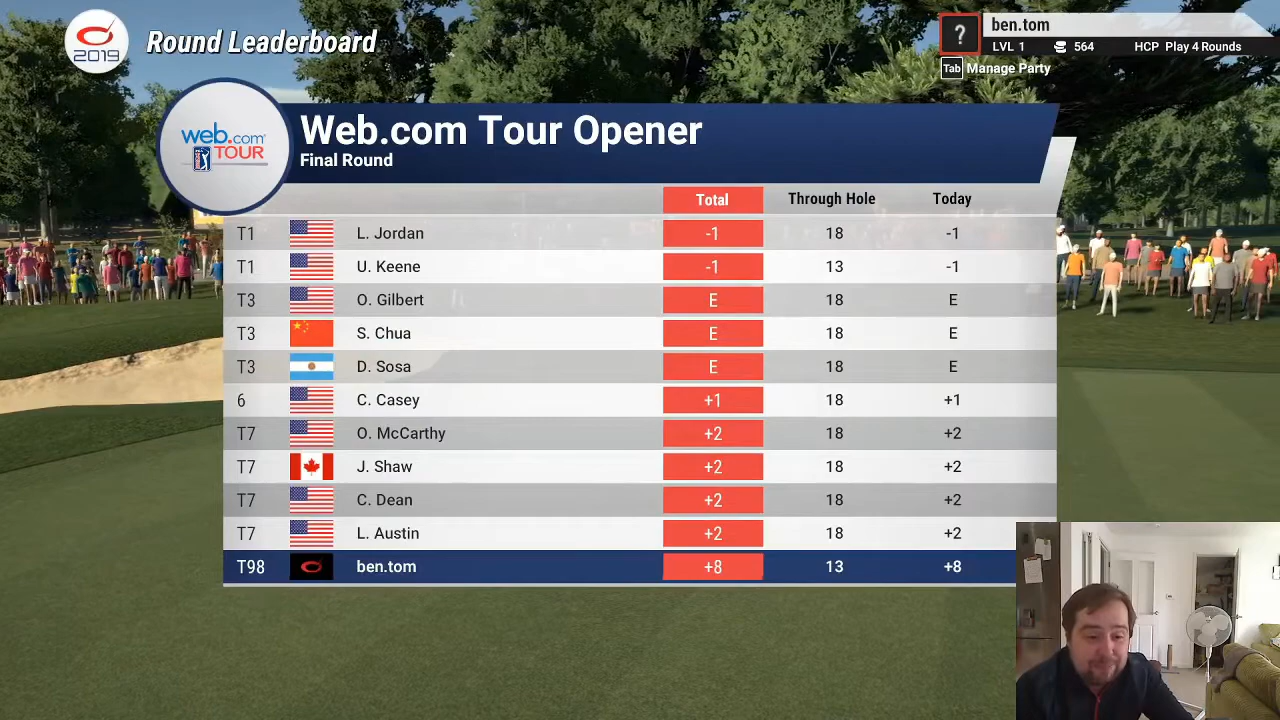 2019
Round Leaderboard
?
ben.tom
LVL 1 564 HCP Play 4 Rounds
Tab Manage Party
web.com
PGA TOUR
TOUR
Web.com Tour Opener
Final Round
Total Through Hole Today
T1 L. Jordan -1 18 -1
T1 U. Keene -1 13 -1
T3 O. Gilbert E 18 E
T3 S. Chua E 18 E
T3 D. Sosa E 18 E
6 C. Casey +1 18 +1
T7 O. McCarthy +2 18 +2
T7 J. Shaw +2 18 +2
T7 C. Dean +2 18 +2
T7 L. Austin +2 18 +2
T98 ben.tom +8 13 +8